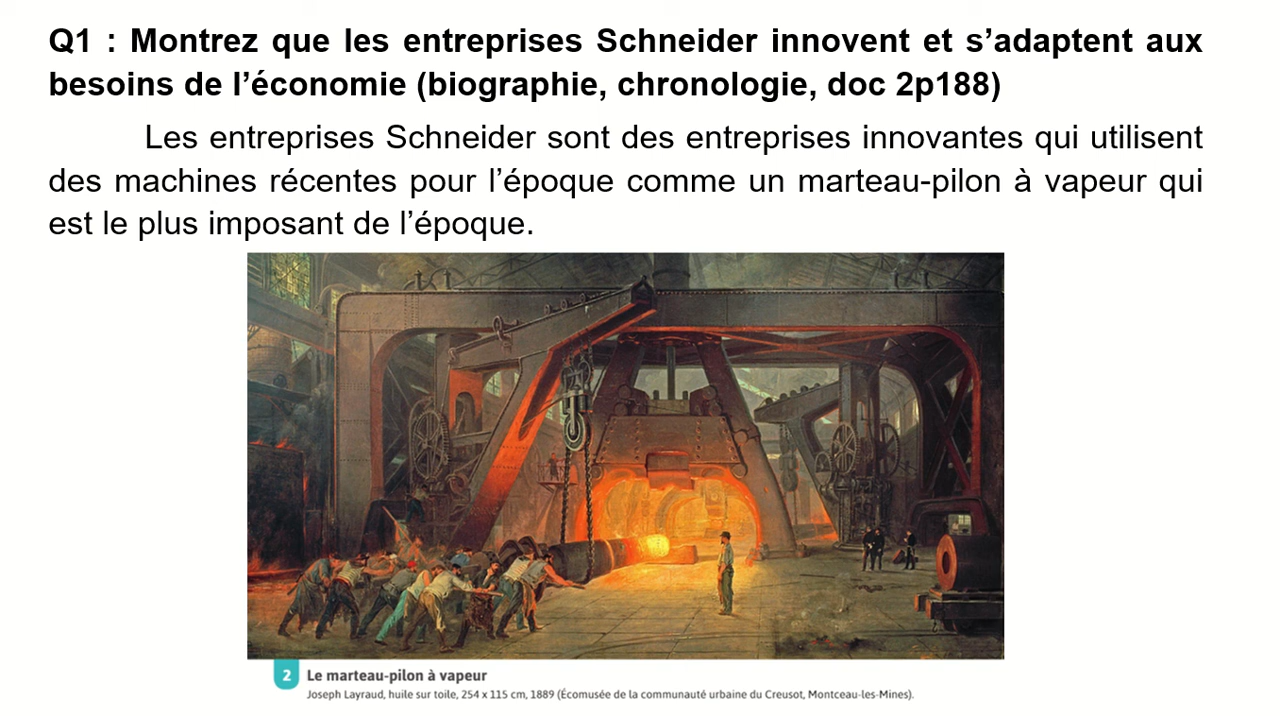 Q1 : Montrez que les entreprises Schneider innovent et s’adaptent aux
besoins de l’économie (biographie, chronologie, doc 2p188)
Les entreprises Schneider sont des entreprises innovantes qui utilisent
des machines récentes pour l’époque comme un marteau-pilon à vapeur qui
est le plus imposant de l’époque.
2 Le marteau-pilon à vapeur
Joseph Layraud, huile sur toile, 254 x 115 cm, 1889 (Écomusée de la communauté urbaine du Creusot, Montceau-les-Mines).